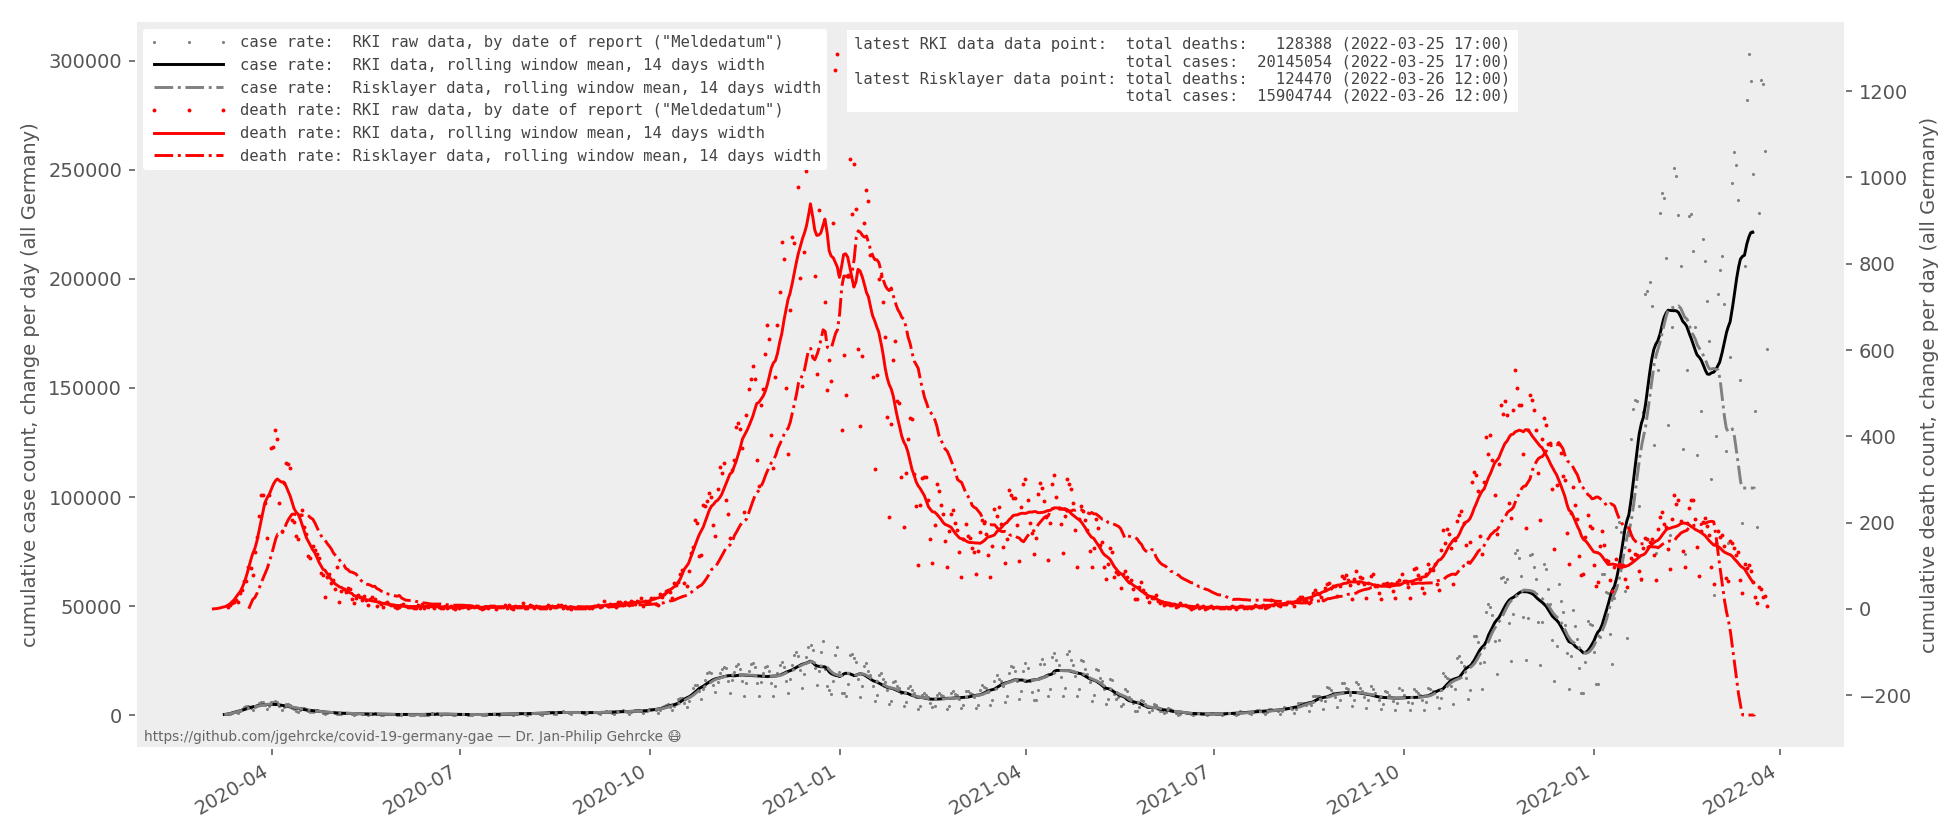 case rate:  RKI raw data, by date of report ("Meldedatum")
case rate:  RKI data, rolling window mean, 14 days width
case rate:  Risklayer data, rolling window mean, 14 days width
death rate: RKI raw data, by date of report ("Meldedatum")
death rate: RKI data, rolling window mean, 14 days width
death rate: Risklayer data, rolling window mean, 14 days width
latest RKI data data point:  total deaths:   128388 (2022-03-25 17:00)
total cases:  20145054 (2022-03-25 17:00)
latest Risklayer data point: total deaths:   124470 (2022-03-26 12:00)
total cases:  15904744 (2022-03-26 12:00)
cumulative case count, change per day (all Germany)
300000
250000
200000
150000
100000
50000
0
1200
1000
800
600
400
200
0
−200
cumulative death count, change per day (all Germany)
https://github.com/jgehrcke/covid-19-germany-gae — Dr. Jan-Philip Gehrcke 😷
2020-04
2020-07
2020-10
2021-01
2021-04
2021-07
2021-10
2022-01
2022-04